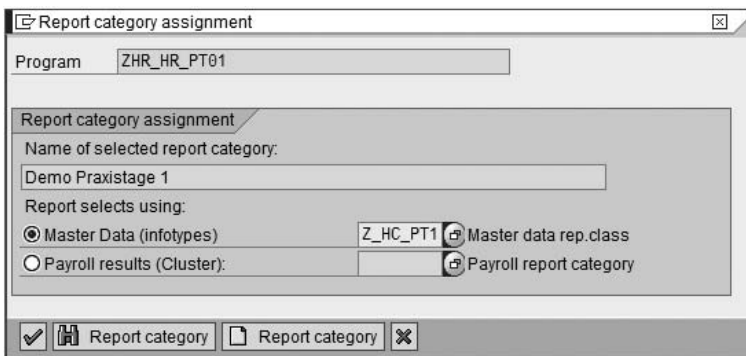 Report category assignment
Program ZHR_HR_PT01
Report category assignment
Name of selected report category:
Demo Praxistage 1
Report selects using:
Master Data (infotypes) Z_HC_PT1 Master data rep.class
Payroll results (Cluster): Payroll report category
Report category Report category